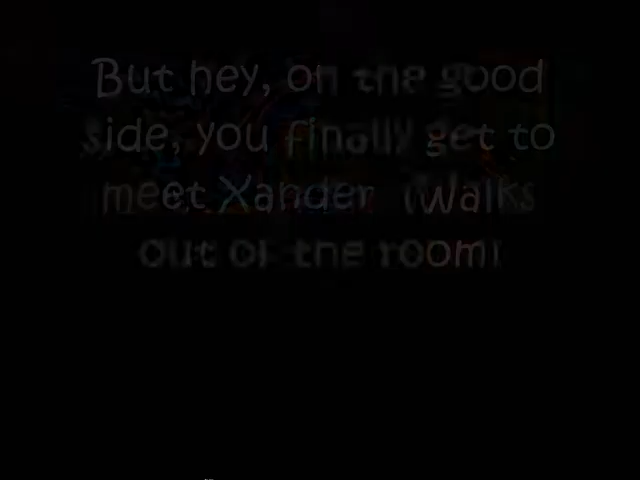 But hey, on the good
side, you finally get to
meet Xander (Walks
out of the room)